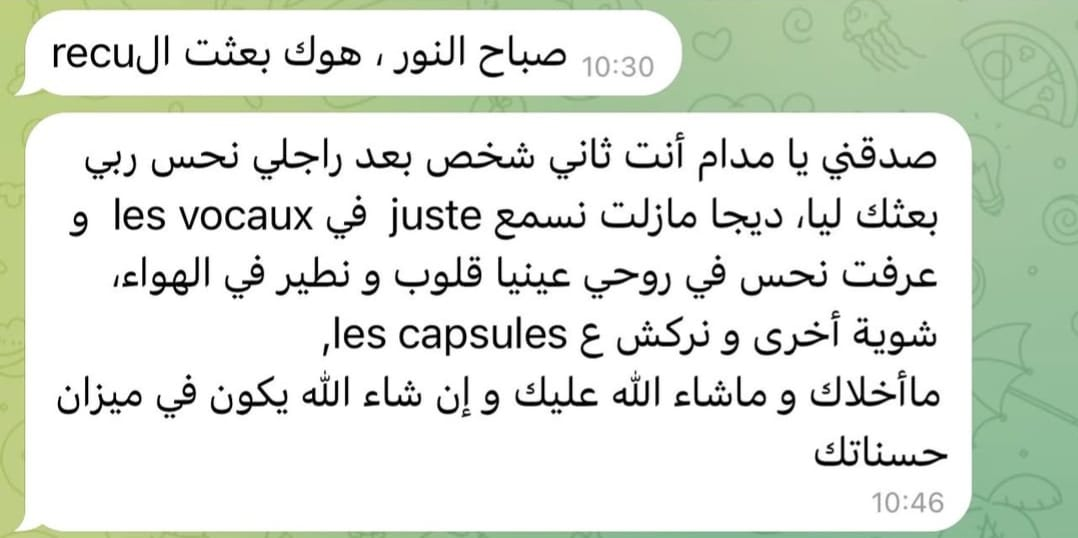 صباح النور ، هوك بعثت الrecu
10:30
صدقني يا مدام أنت ثاني شخص بعد راجلي نحس ربي
بعثك ليا، ديجا مازلت نسمع juste في les vocaux و
عرفت نحس في روحي عينيا قلوب و نطير في الهواء،
شوية أخرى و نركش ع les capsules,
ماأخلاك و ماشاء الله عليك و إن شاء الله يكون في ميزان
حسناتك
10:46